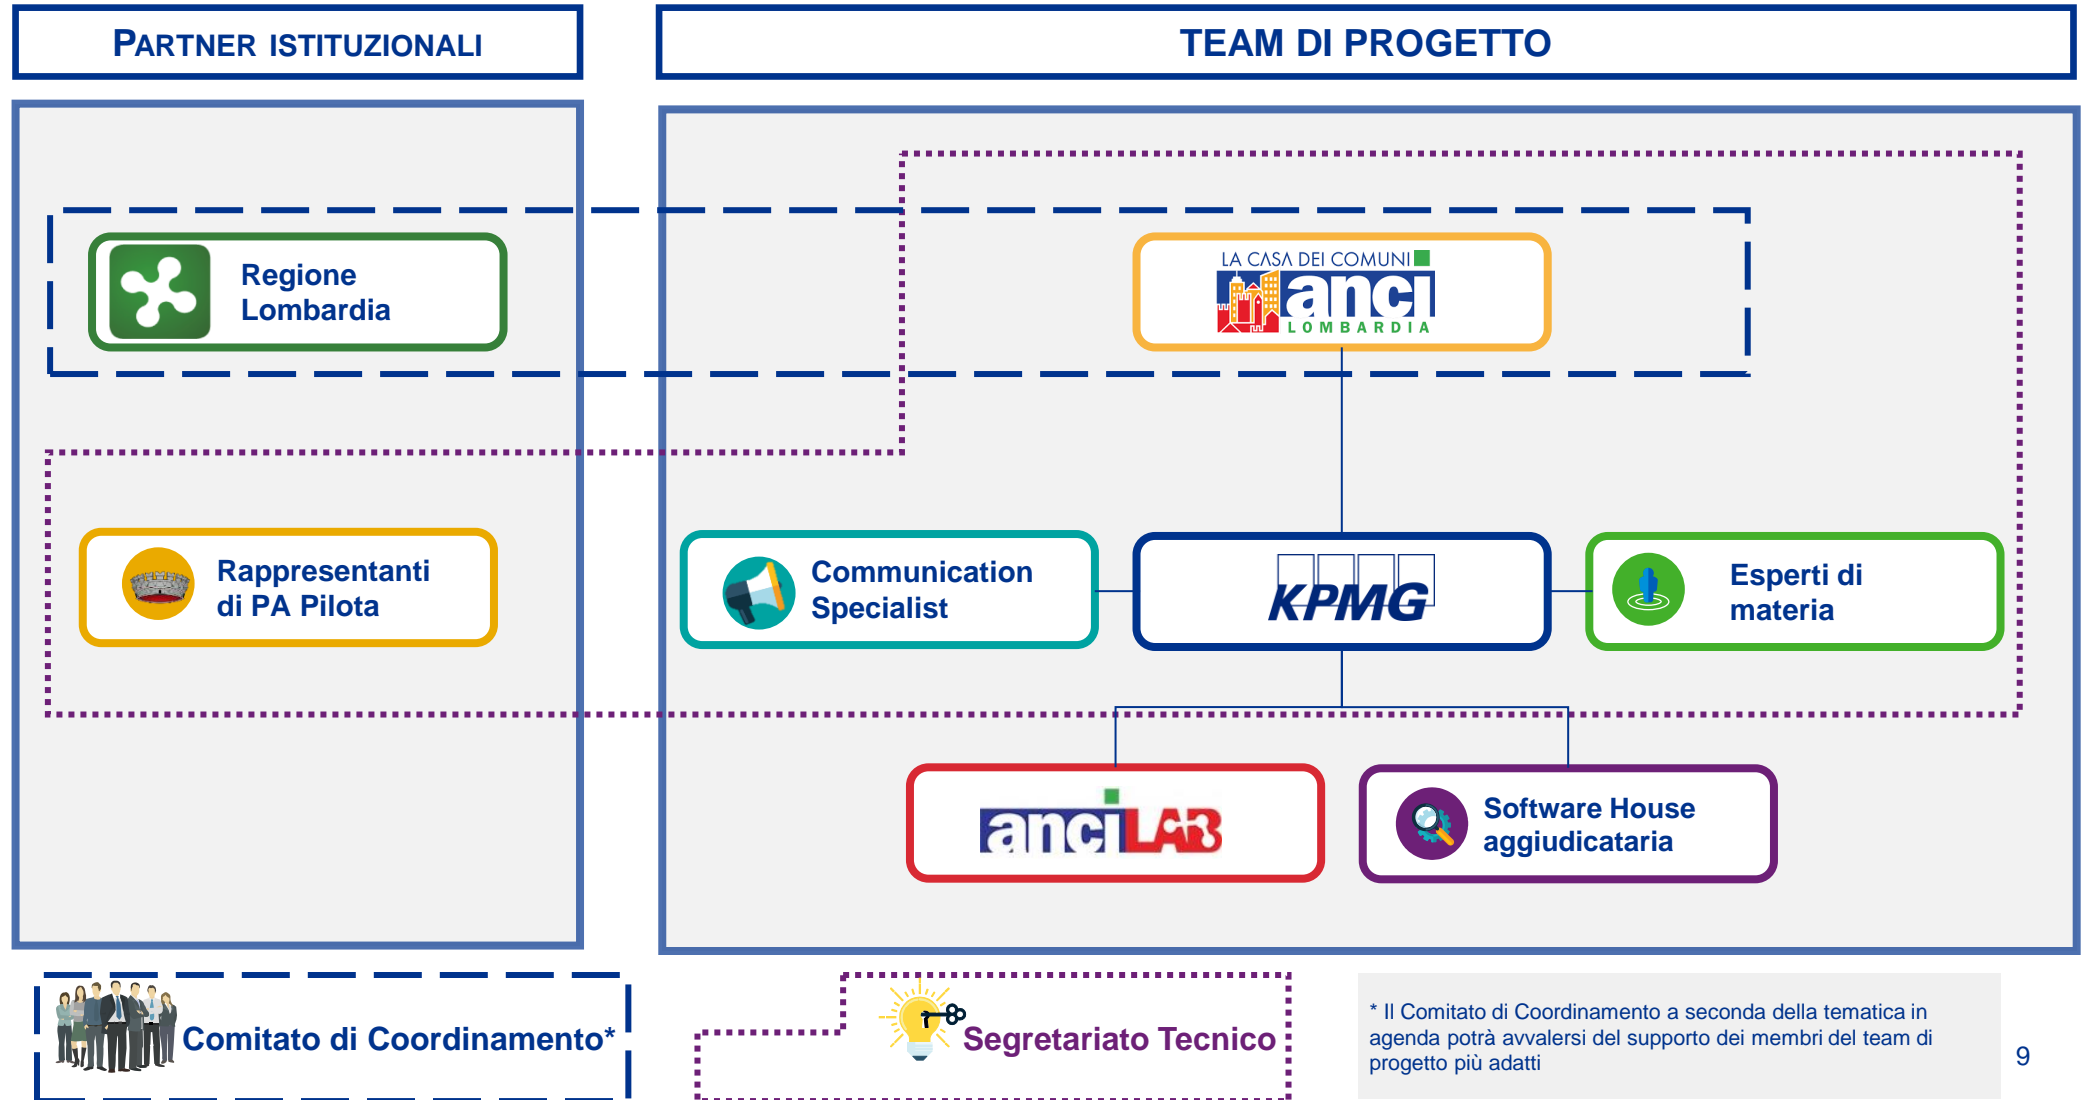 PARTNER ISTITUZIONALI
TEAM DI PROGETTO
Regione
Lombardia
LA CASA DEI COMUNI
anci
LOMBARDIA
Rappresentanti
di PA Pilota
Communication
Specialist
KPMG
Esperti di
materia
anciLAB
Software House
aggiudicataria
Comitato di Coordinamento*
Segretariato Tecnico
* Il Comitato di Coordinamento a seconda della tematica in
agenda potrà avvalersi del supporto dei membri del team di
progetto più adatti
9